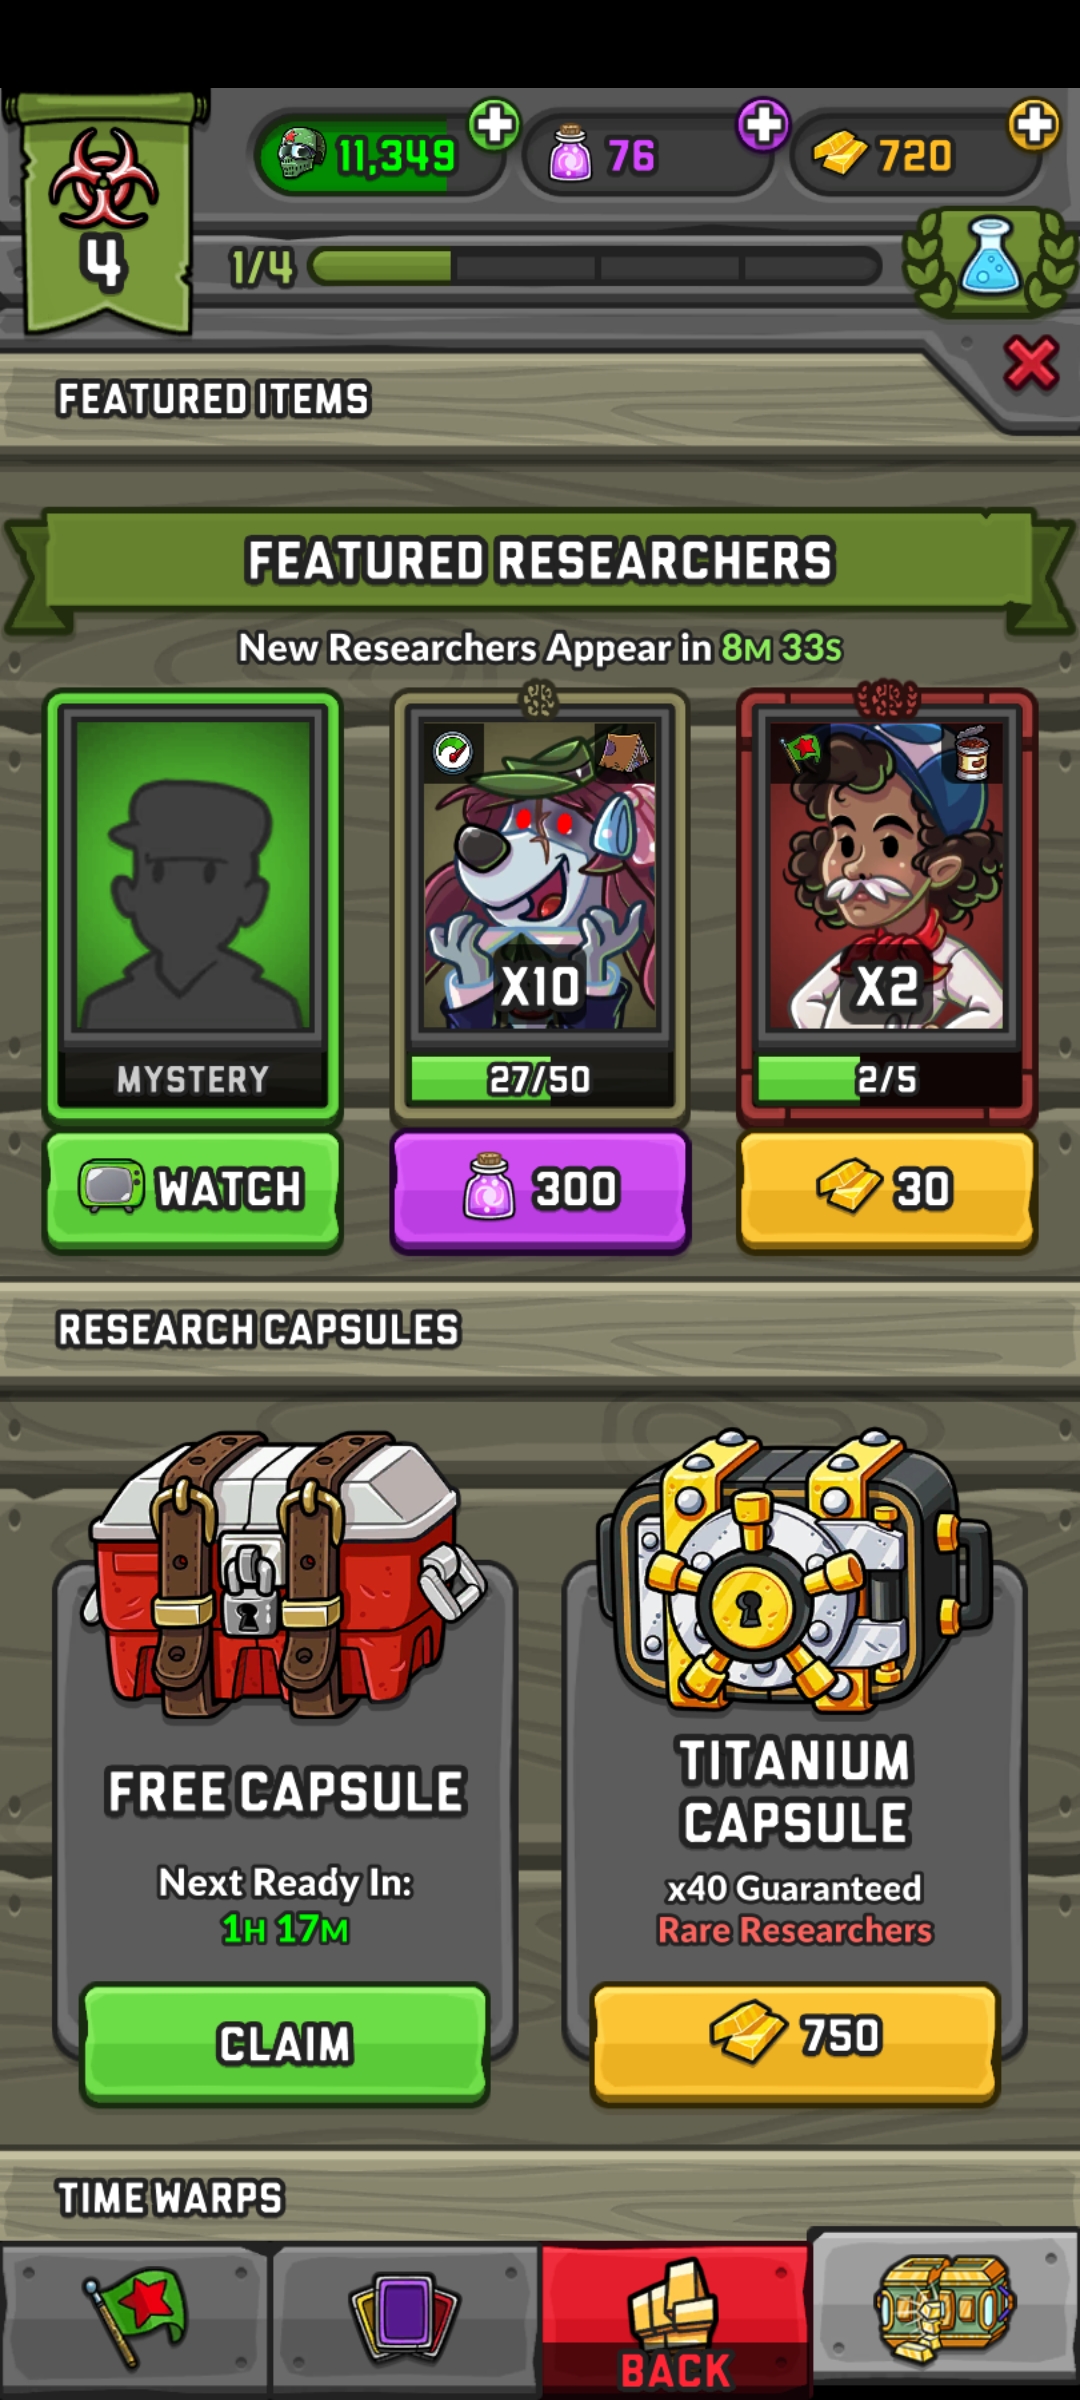 11,349
76
720
4
1/4
FEATURED ITEMS
FEATURED RESEARCHERS
New Researchers Appear in 8M 33S
X10
X2
MYSTERY
27/50
2/5
WATCH
300
30
RESEARCH CAPSULES
FREE CAPSULE
Next Ready In:
1H 17M
CLAIM
TITANIUM
CAPSULE
x40 Guaranteed
Rare Researchers
750
TIME WARPS
BACK